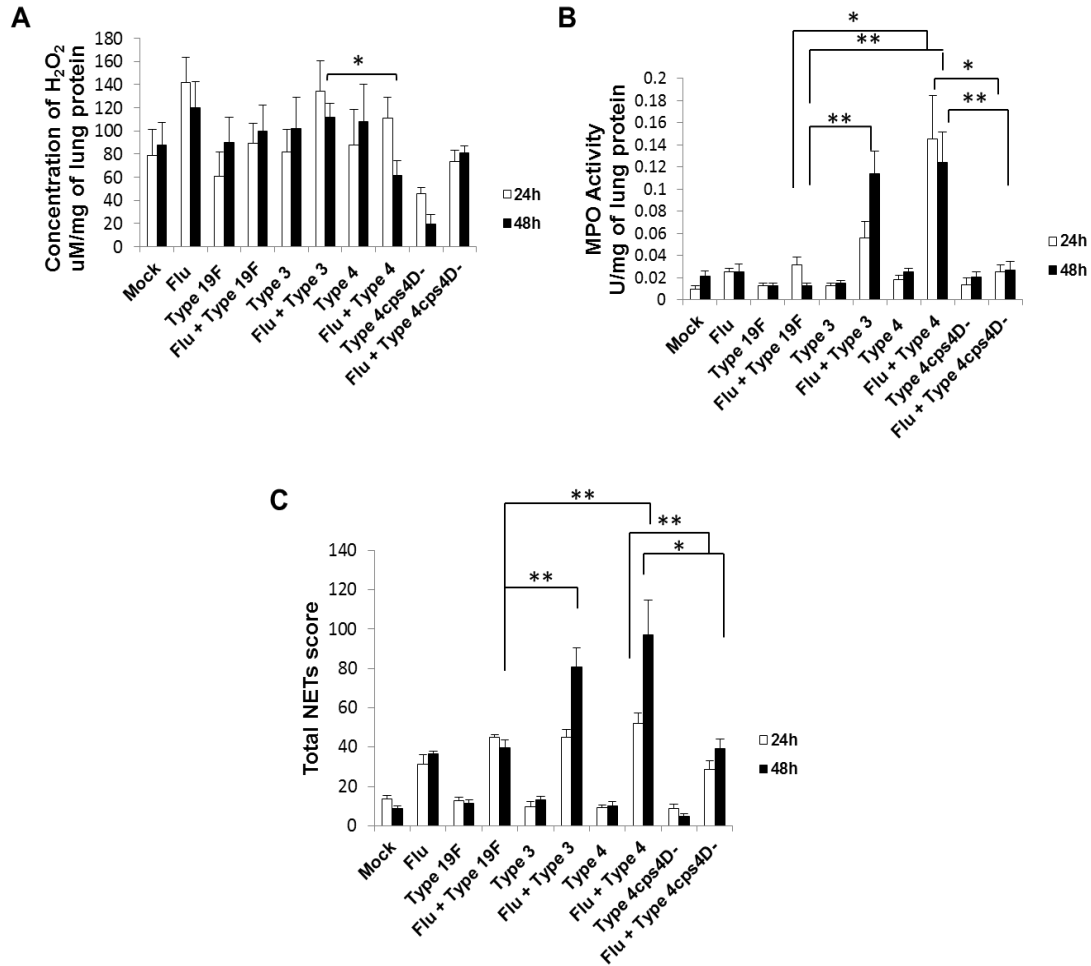 A
Concentration of H2O2
uM/mg of lung protein
180
160
140
120
100
80
60
40
20
0
*
Mock
Flu
Type 19F
Flu + Type 19F
Type 3
Flu + Type 3
Type 4
Flu + Type 4
Type 4cps4D-
Flu + Type 4cps4D-
24h
48h
B
MPO Activity
U/mg of lung protein
*
**
*
**
**
0.2
0.18
0.16
0.14
0.12
0.1
0.08
0.06
0.04
0.02
0
Mock
Flu
Type 19F
Flu + Type 19F
Type 3
Flu + Type 3
Type 4
Flu + Type 4
Type 4cps4D-
Flu + Type 4cps4D-
24h
48h
C
Total NETs score
**
**
*
**
140
120
100
80
60
40
20
0
Mock
Flu
Type 19F
Flu + Type 19F
Type 3
Flu + Type 3
Type 4
Flu + Type 4
Type 4cps4D-
Flu + Type 4cps4D-
24h
48h